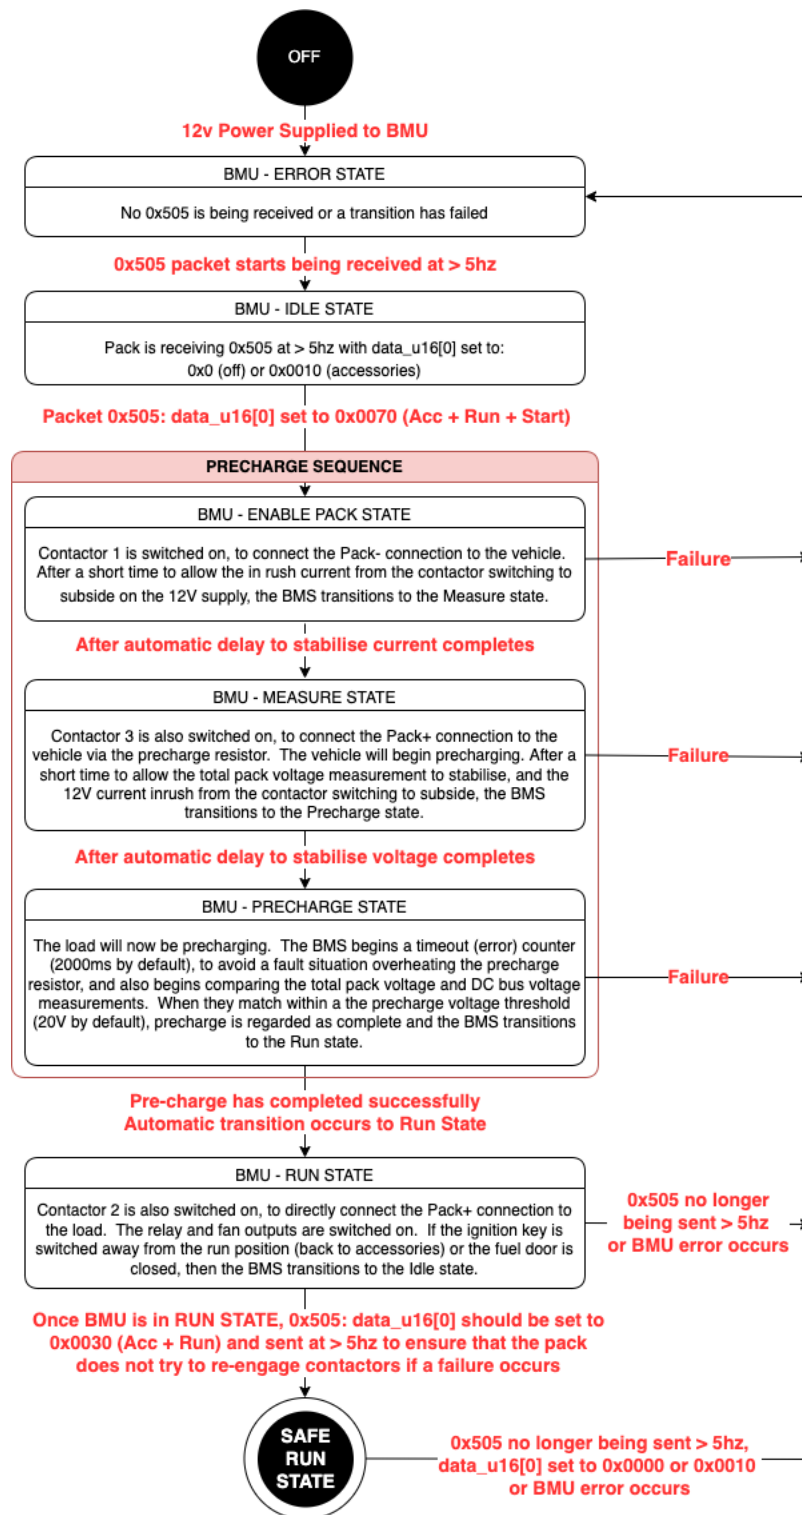 OFF
12v Power Supplied to BMU
BMU - ERROR STATE
No 0x505 is being received or a transition has failed
0x505 packet starts being received at > 5hz
BMU - IDLE STATE
Pack is receiving 0x505 at > 5hz with data_u16[0] set to:
0x0 (off) or 0x0010 (accessories)
Packet 0x505: data_u16[0] set to 0x0070 (Acc + Run + Start)
PRECHARGE SEQUENCE
BMU - ENABLE PACK STATE
Contactor 1 is switched on, to connect the Pack- connection to the vehicle.
After a short time to allow the in rush current from the contactor switching to
subside on the 12V supply, the BMS transitions to the Measure state.
Failure
After automatic delay to stabilise current completes
BMU - MEASURE STATE
Contactor 3 is also switched on, to connect the Pack+ connection to the
vehicle via the precharge resistor. The vehicle will begin precharging. After a
short time to allow the total pack voltage measurement to stabilise, and the
12V current inrush from the contactor switching to subside, the BMS
transitions to the Precharge state.
Failure
After automatic delay to stabilise voltage completes
BMU - PRECHARGE STATE
The load will now be precharging. The BMS begins a timeout (error) counter
(2000ms by default), to avoid a fault situation overheating the precharge
resistor, and also begins comparing the total pack voltage and DC bus voltage
measurements. When they match within a the precharge voltage threshold
(20V by default), precharge is regarded as complete and the BMS transitions
to the Run state.
Failure
Pre-charge has completed successfully
Automatic transition occurs to Run State
BMU - RUN STATE
Contactor 2 is also switched on, to directly connect the Pack+ connection to
the load. The relay and fan outputs are switched on. If the ignition key is
switched away from the run position (back to accessories) or the fuel door is
closed, then the BMS transitions to the Idle state.
0x505 no longer
being sent > 5hz
or BMU error occurs
Once BMU is in RUN STATE, 0x505: data_u16[0] should be set to
0x0030 (Acc + Run) and sent at > 5hz to ensure that the pack
does not try to re-engage contactors if a failure occurs
SAFE
RUN
STATE
0x505 no longer being sent > 5hz,
data_u16[0] set to 0x0000 or 0x0010
or BMU error occurs